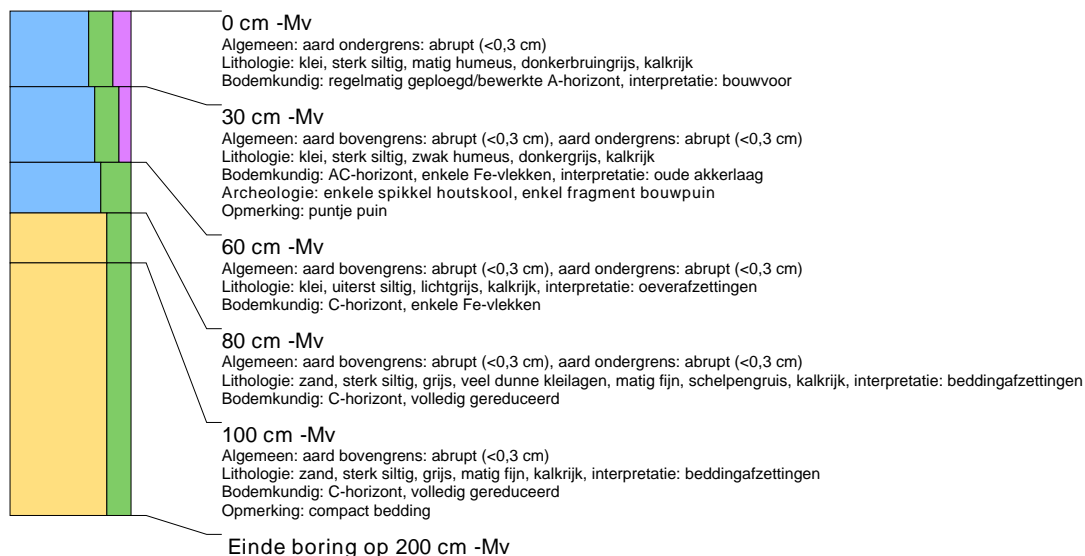 0 cm -Mv
Algemeen: aard ondergrens: abrupt (<0,3 cm)
Lithologie: klei, sterk siltig, matig humeus, donkerbruingrijs, kalkrijk
Bodemkundig: regelmatig geploegd/bewerkte A-horizont, interpretatie: bouwvoor
30 cm -Mv
Algemeen: aard bovengrens: abrupt (<0,3 cm), aard ondergrens: abrupt (<0,3 cm)
Lithologie: klei, sterk siltig, zwak humeus, donkergrijs, kalkrijk
Bodemkundig: AC-horizont, enkele Fe-vlekken, interpretatie: oude akkerlaag
Archeologie: enkele spikkel houtskool, enkel fragment bouwpuin
Opmerking: puntje puin
60 cm -Mv
Algemeen: aard bovengrens: abrupt (<0,3 cm), aard ondergrens: abrupt (<0,3 cm)
Lithologie: klei, uiterst siltig, lichtgrijs, kalkrijk, interpretatie: oeverafzettingen
Bodemkundig: C-horizont, enkele Fe-vlekken
80 cm -Mv
Algemeen: aard bovengrens: abrupt (<0,3 cm), aard ondergrens: abrupt (<0,3 cm)
Lithologie: zand, sterk siltig, grijs, veel dunne kleilagen, matig fijn, schelpengruis, kalkrijk, interpretatie: beddingafzettingen
Bodemkundig: C-horizont, volledig gereduceerd
100 cm -Mv
Algemeen: aard bovengrens: abrupt (<0,3 cm)
Lithologie: zand, sterk siltig, grijs, matig fijn, kalkrijk, interpretatie: beddingafzettingen
Bodemkundig: C-horizont, volledig gereduceerd
Opmerking: compact bedding
Einde boring op 200 cm -Mv